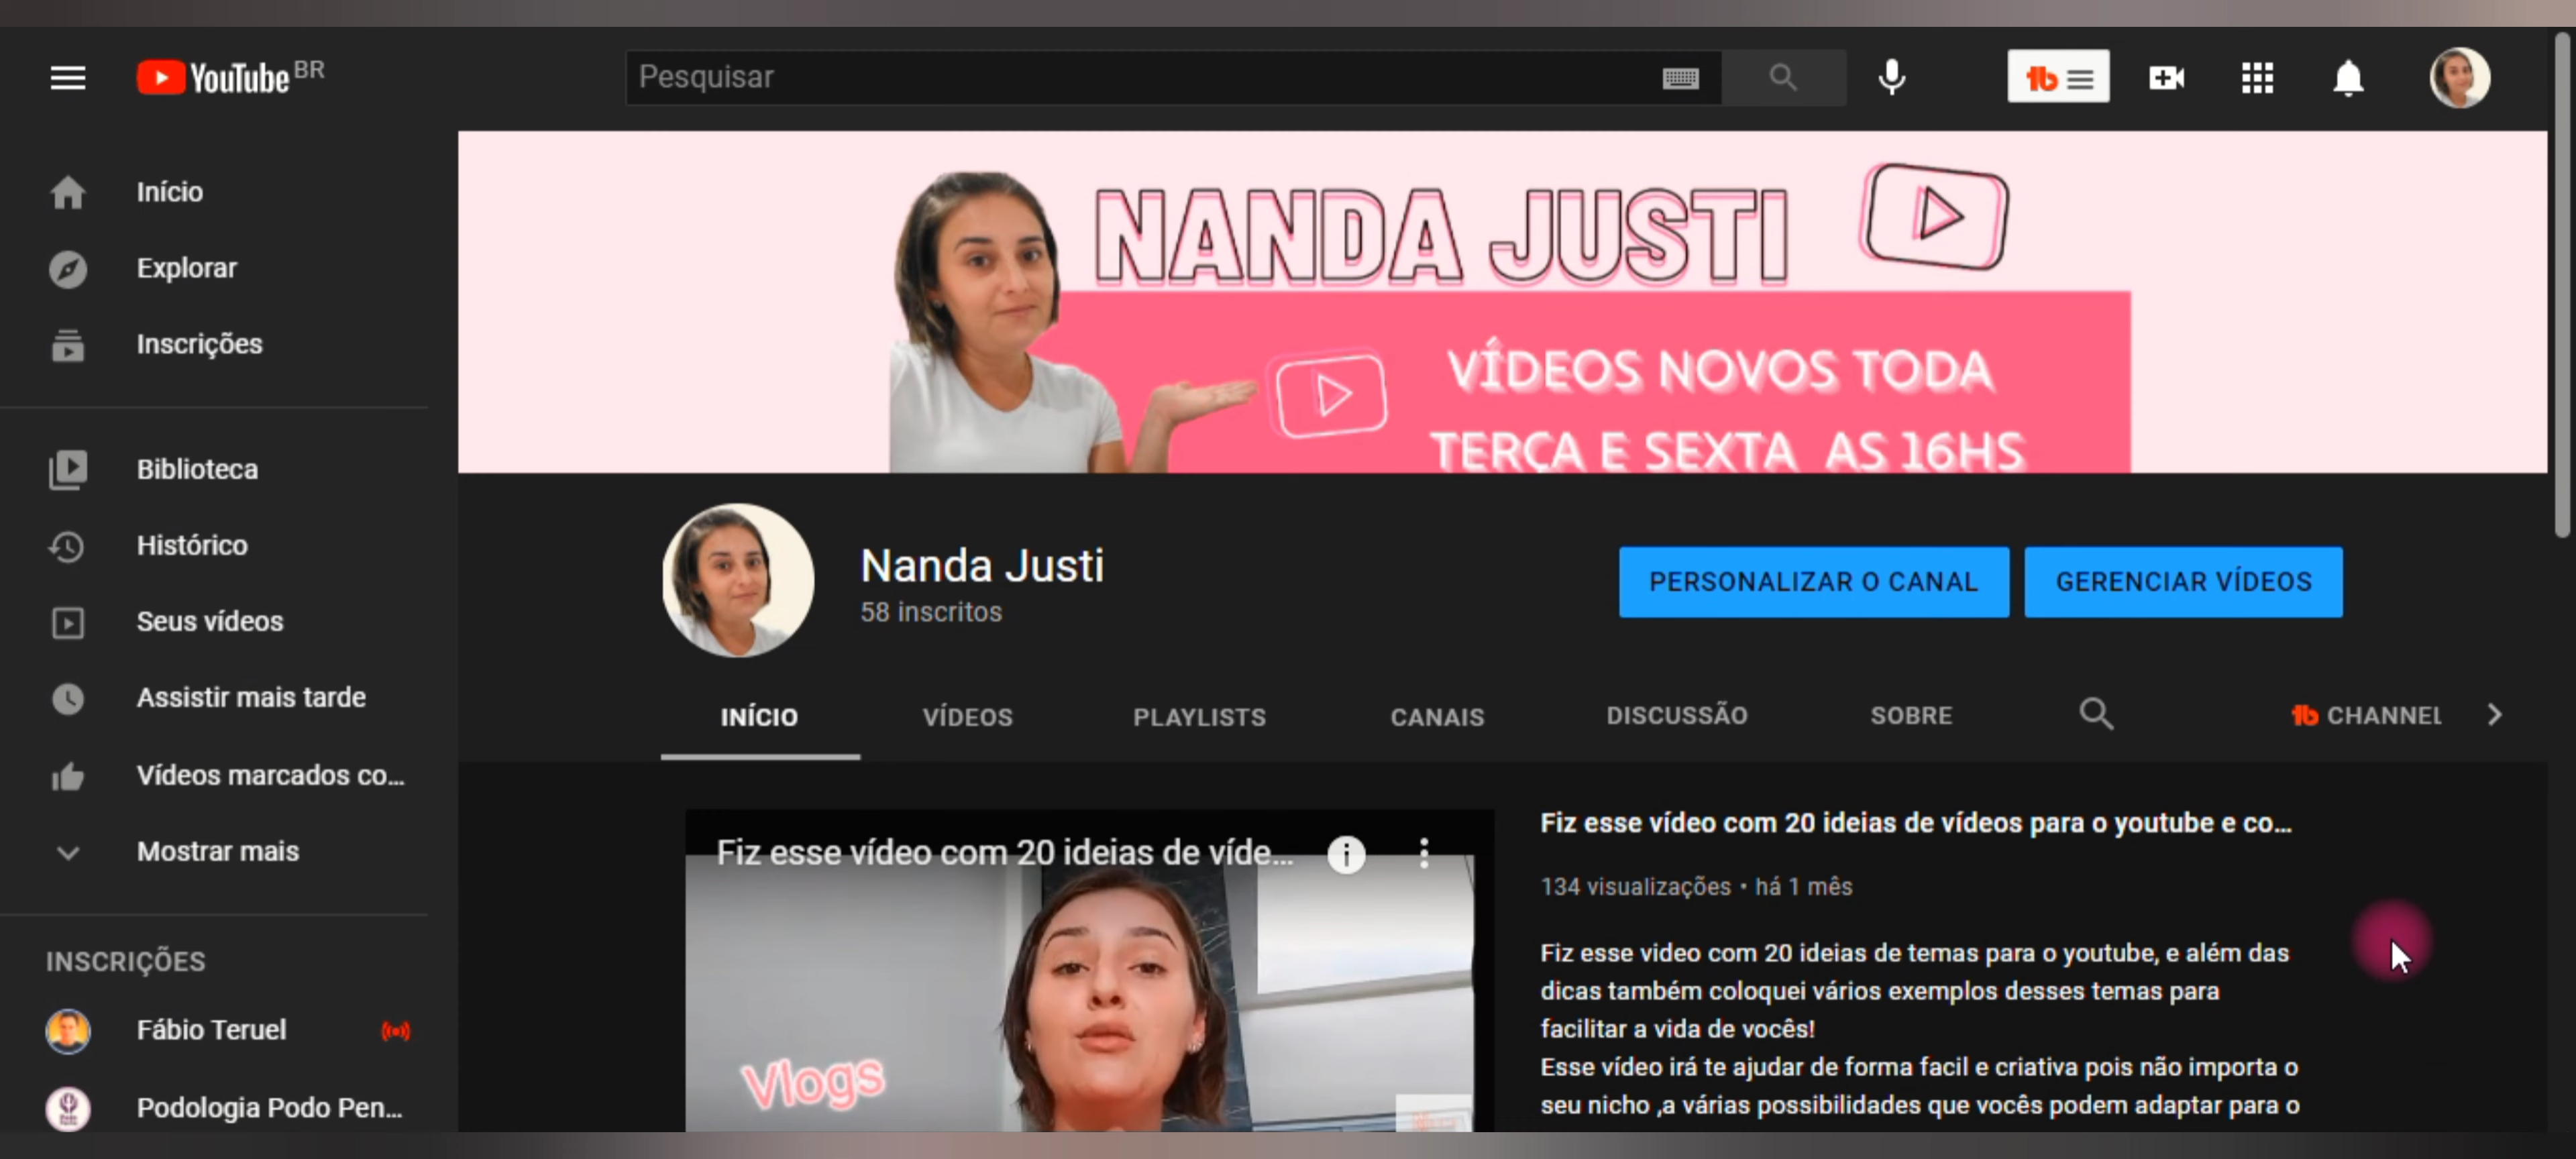 YouTube BR
Pesquisar
tb
Início
Explorar
Inscrições
Biblioteca
Histórico
Seus vídeos
Assistir mais tarde
Vídeos marcados co...
Mostrar mais
INSCRIÇÕES
Fábio Teruel
Podologia Podo Pen...
NANDA JUSTI
VÍDEOS NOVOS TODA
TERÇA E SEXTA AS 16HS
Nanda Justi
58 inscritos
PERSONALIZAR O CANAL
GERENCIAR VÍDEOS
INÍCIO
VÍDEOS
PLAYLISTS
CANAIS
DISCUSSÃO
SOBRE
tb CHANNEL
Fiz esse vídeo com 20 ideias de víde...
Vlogs
Fiz esse vídeo com 20 ideias de vídeos para o youtube e co...
134 visualizações • há 1 mês
Fiz esse video com 20 ideias de temas para o youtube, e além das
dicas também coloquei vários exemplos desses temas para
facilitar a vida de vocês!
Esse vídeo irá te ajudar de forma facil e criativa pois não importa o
seu nicho ,a várias possibilidades que vocês podem adaptar para o